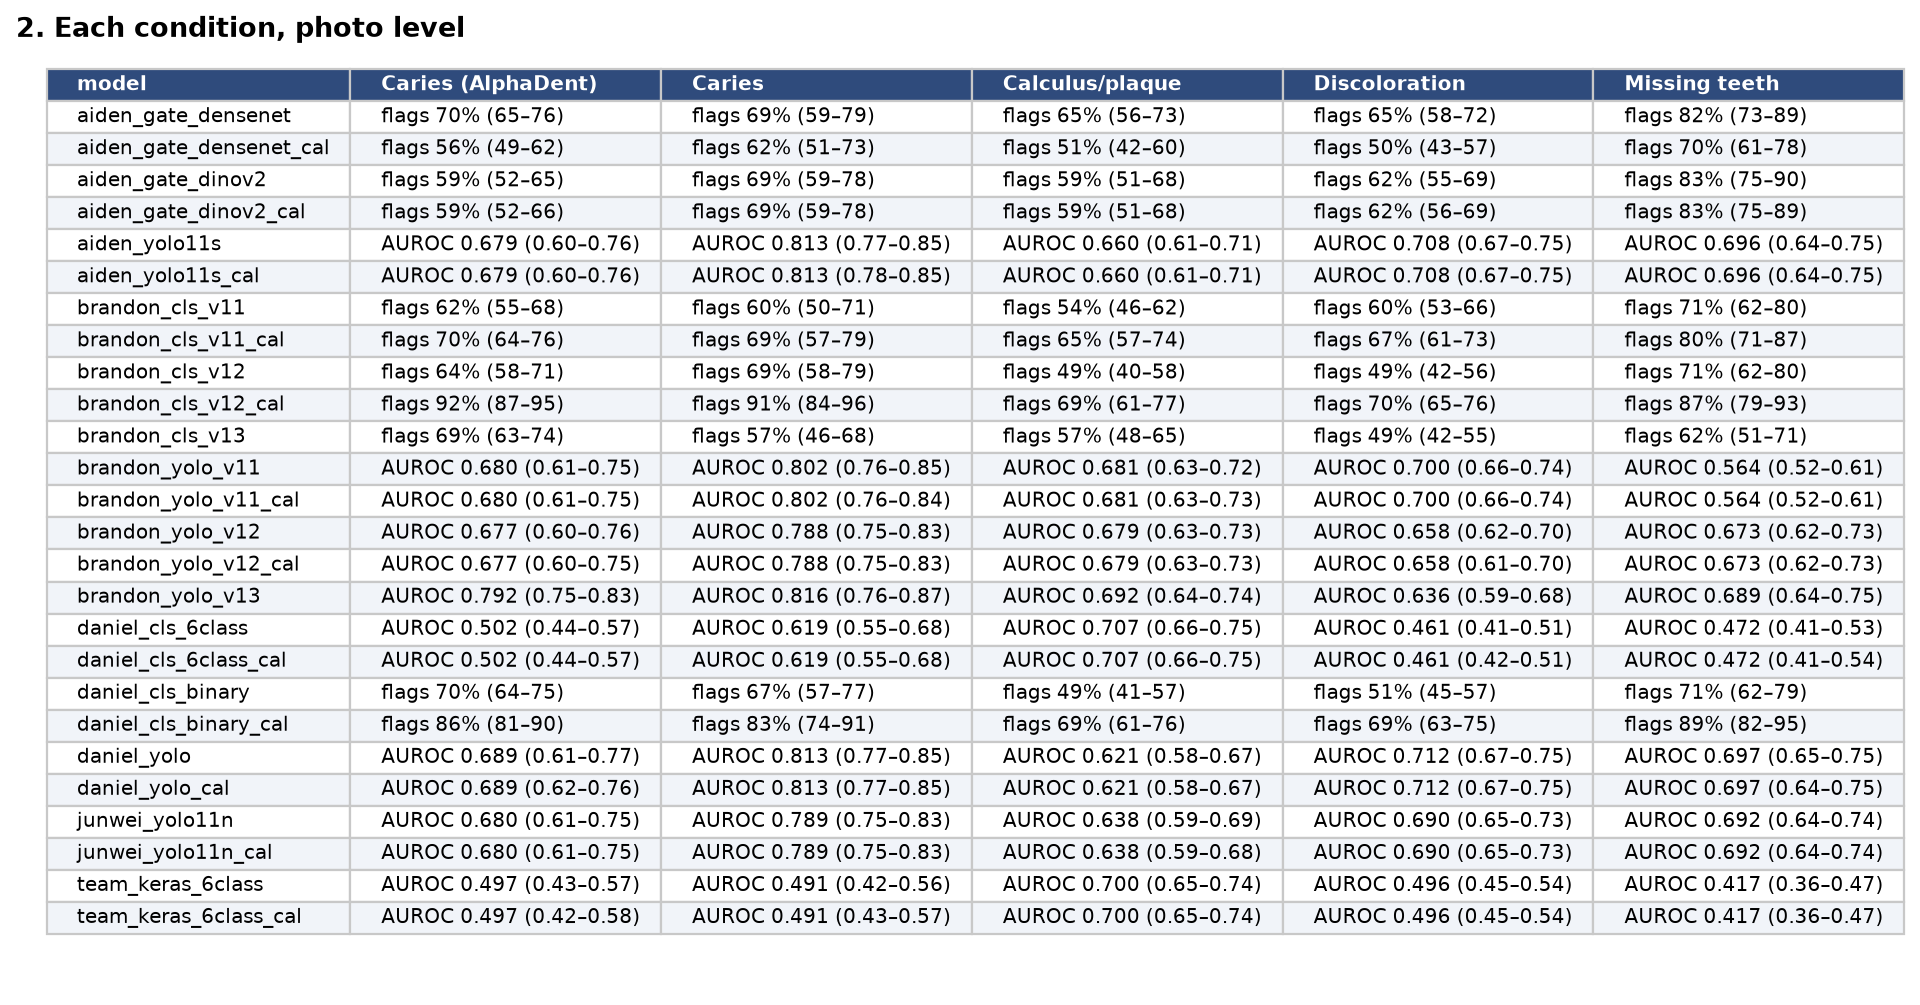 2. Each condition, photo level
model Caries (AlphaDent) Caries Calculus/plaque Discoloration Missing teeth
aiden_gate_densenet flags 70% (65–76) flags 69% (59–79) flags 65% (56–73) flags 65% (58–72) flags 82% (73–89)
aiden_gate_densenet_cal flags 56% (49–62) flags 62% (51–73) flags 51% (42–60) flags 50% (43–57) flags 70% (61–78)
aiden_gate_dinov2 flags 59% (52–65) flags 69% (59–78) flags 59% (51–68) flags 62% (55–69) flags 83% (75–90)
aiden_gate_dinov2_cal flags 59% (52–66) flags 69% (59–78) flags 59% (51–68) flags 62% (56–69) flags 83% (75–89)
aiden_yolo11s AUROC 0.679 (0.60–0.76) AUROC 0.813 (0.77–0.85) AUROC 0.660 (0.61–0.71) AUROC 0.708 (0.67–0.75) AUROC 0.696 (0.64–0.75)
aiden_yolo11s_cal AUROC 0.679 (0.60–0.76) AUROC 0.813 (0.78–0.85) AUROC 0.660 (0.61–0.71) AUROC 0.708 (0.67–0.75) AUROC 0.696 (0.64–0.75)
brandon_cls_v11 flags 62% (55–68) flags 60% (50–71) flags 54% (46–62) flags 60% (53–66) flags 71% (62–80)
brandon_cls_v11_cal flags 70% (64–76) flags 69% (57–79) flags 65% (57–74) flags 67% (61–73) flags 80% (71–87)
brandon_cls_v12 flags 64% (58–71) flags 69% (58–79) flags 49% (40–58) flags 49% (42–56) flags 71% (62–80)
brandon_cls_v12_cal flags 92% (87–95) flags 91% (84–96) flags 69% (61–77) flags 70% (65–76) flags 87% (79–93)
brandon_cls_v13 flags 69% (63–74) flags 57% (46–68) flags 57% (48–65) flags 49% (42–55) flags 62% (51–71)
brandon_yolo_v11 AUROC 0.680 (0.61–0.75) AUROC 0.802 (0.76–0.85) AUROC 0.681 (0.63–0.72) AUROC 0.700 (0.66–0.74) AUROC 0.564 (0.52–0.61)
brandon_yolo_v11_cal AUROC 0.680 (0.61–0.75) AUROC 0.802 (0.76–0.84) AUROC 0.681 (0.63–0.73) AUROC 0.700 (0.66–0.74) AUROC 0.564 (0.52–0.61)
brandon_yolo_v12 AUROC 0.677 (0.60–0.76) AUROC 0.788 (0.75–0.83) AUROC 0.679 (0.63–0.73) AUROC 0.658 (0.62–0.70) AUROC 0.673 (0.62–0.73)
brandon_yolo_v12_cal AUROC 0.677 (0.60–0.75) AUROC 0.788 (0.75–0.83) AUROC 0.679 (0.63–0.73) AUROC 0.658 (0.61–0.70) AUROC 0.673 (0.62–0.73)
brandon_yolo_v13 AUROC 0.792 (0.75–0.83) AUROC 0.816 (0.76–0.87) AUROC 0.692 (0.64–0.74) AUROC 0.636 (0.59–0.68) AUROC 0.689 (0.64–0.75)
daniel_cls_6class AUROC 0.502 (0.44–0.57) AUROC 0.619 (0.55–0.68) AUROC 0.707 (0.66–0.75) AUROC 0.461 (0.41–0.51) AUROC 0.472 (0.41–0.53)
daniel_cls_6class_cal AUROC 0.502 (0.44–0.57) AUROC 0.619 (0.55–0.68) AUROC 0.707 (0.66–0.75) AUROC 0.461 (0.42–0.51) AUROC 0.472 (0.41–0.54)
daniel_cls_binary flags 70% (64–75) flags 67% (57–77) flags 49% (41–57) flags 51% (45–57) flags 71% (62–79)
daniel_cls_binary_cal flags 86% (81–90) flags 83% (74–91) flags 69% (61–76) flags 69% (63–75) flags 89% (82–95)
daniel_yolo AUROC 0.689 (0.61–0.77) AUROC 0.813 (0.77–0.85) AUROC 0.621 (0.58–0.67) AUROC 0.712 (0.67–0.75) AUROC 0.697 (0.65–0.75)
daniel_yolo_cal AUROC 0.689 (0.62–0.76) AUROC 0.813 (0.77–0.85) AUROC 0.621 (0.58–0.67) AUROC 0.712 (0.67–0.75) AUROC 0.697 (0.64–0.75)
junwei_yolo11n AUROC 0.680 (0.61–0.75) AUROC 0.789 (0.75–0.83) AUROC 0.638 (0.59–0.69) AUROC 0.690 (0.65–0.73) AUROC 0.692 (0.64–0.74)
junwei_yolo11n_cal AUROC 0.680 (0.61–0.75) AUROC 0.789 (0.75–0.83) AUROC 0.638 (0.59–0.68) AUROC 0.690 (0.65–0.73) AUROC 0.692 (0.64–0.74)
team_keras_6class AUROC 0.497 (0.43–0.57) AUROC 0.491 (0.42–0.56) AUROC 0.700 (0.65–0.74) AUROC 0.496 (0.45–0.54) AUROC 0.417 (0.36–0.47)
team_keras_6class_cal AUROC 0.497 (0.42–0.58) AUROC 0.491 (0.43–0.57) AUROC 0.700 (0.65–0.74) AUROC 0.496 (0.45–0.54) AUROC 0.417 (0.36–0.47)